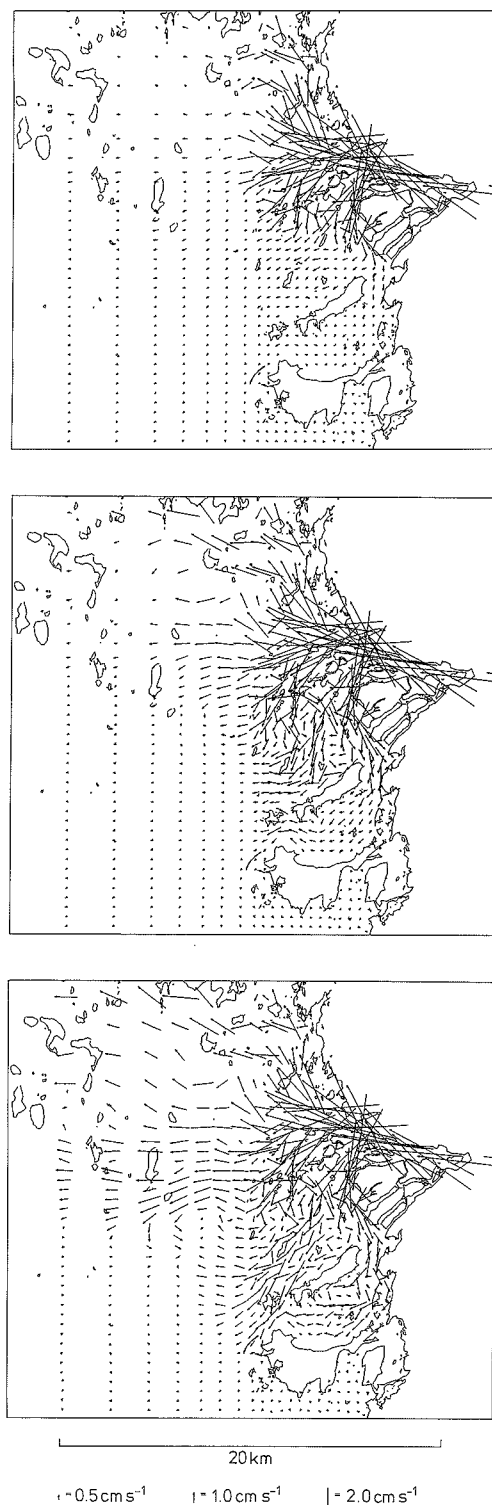 20 km
= 0.5 cm s⁻¹ = 1.0 cm s⁻¹ = 2.0 cm s⁻¹